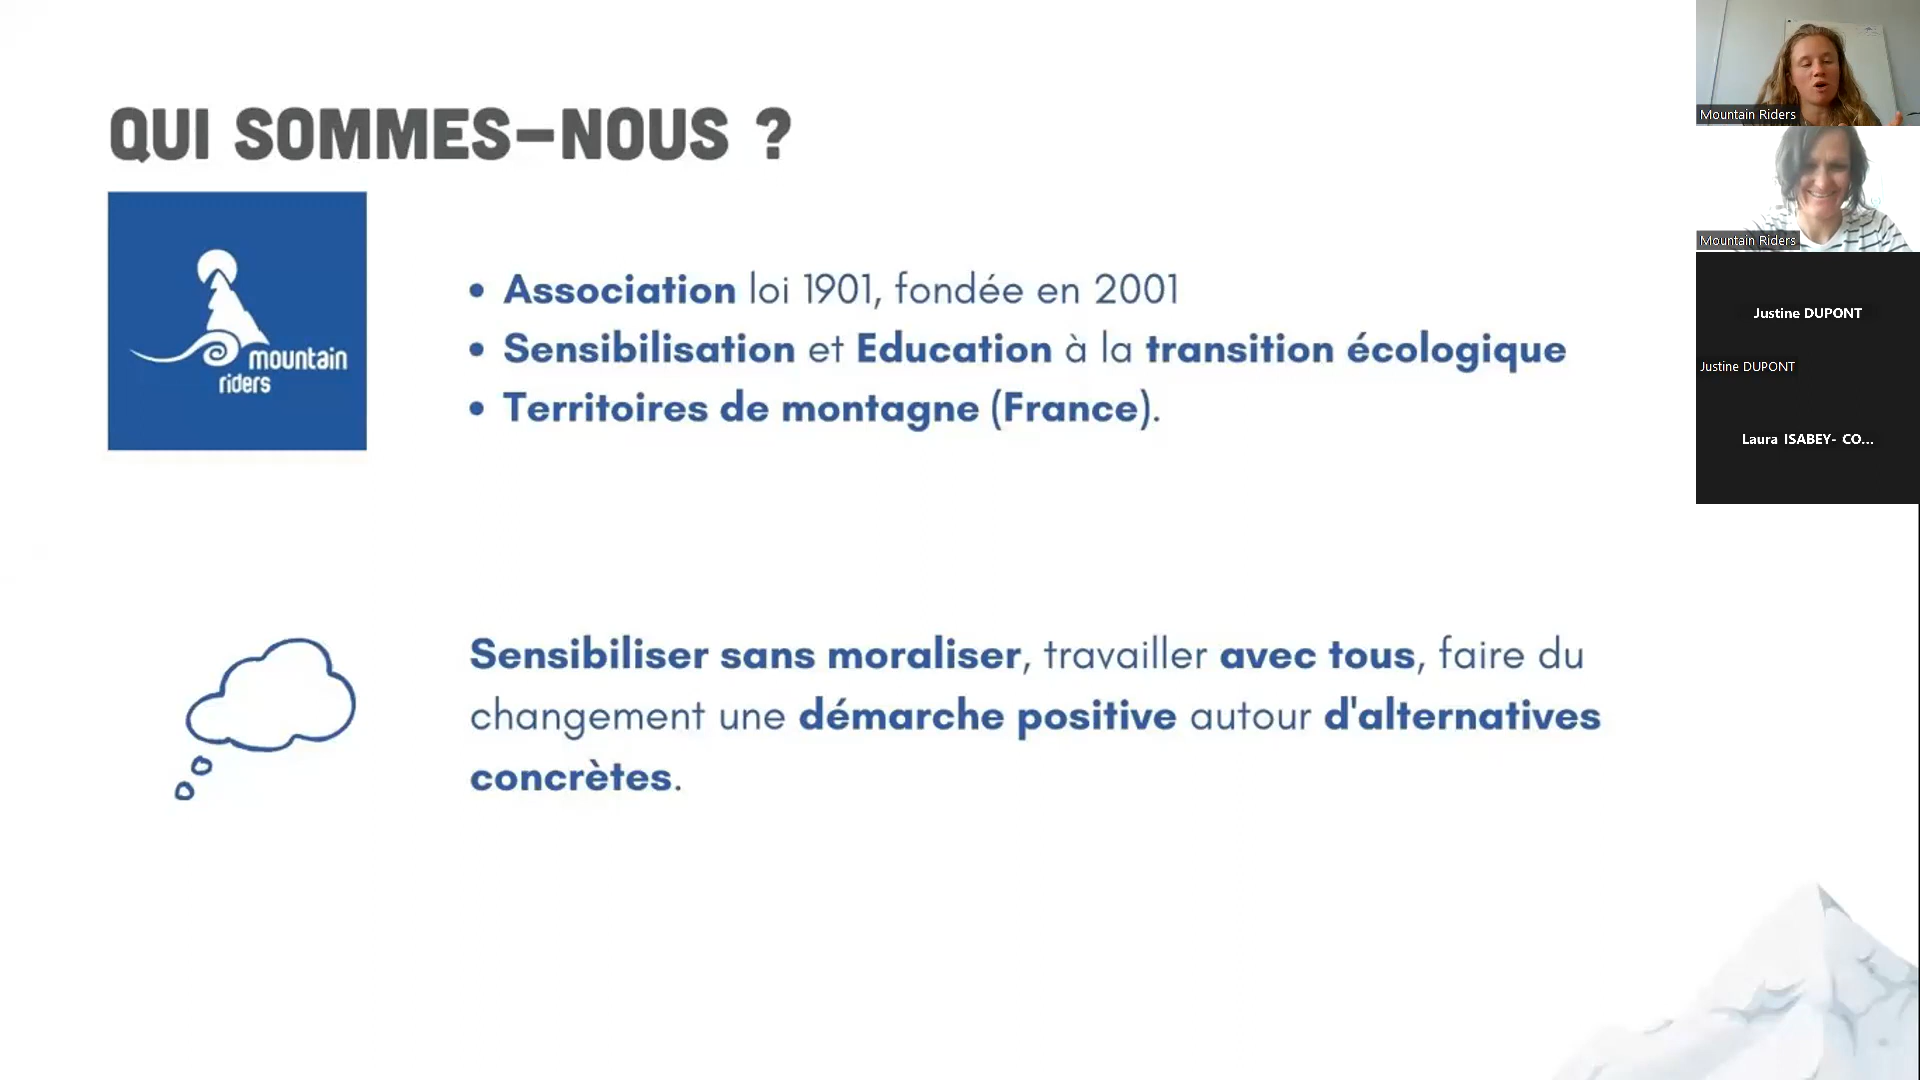 QUI SOMMES-NOUS ?
mountain
riders
• Association loi 1901, fondée en 2001
• Sensibilisation et Education à la transition écologique
• Territoires de montagne (France).
Sensibiliser sans moraliser, travailler avec tous, faire du
changement une démarche positive autour d'alternatives
concrètes.
Mountain Riders
Mountain Riders
Justine DUPONT
Justine DUPONT
Laura ISABEY- CO...